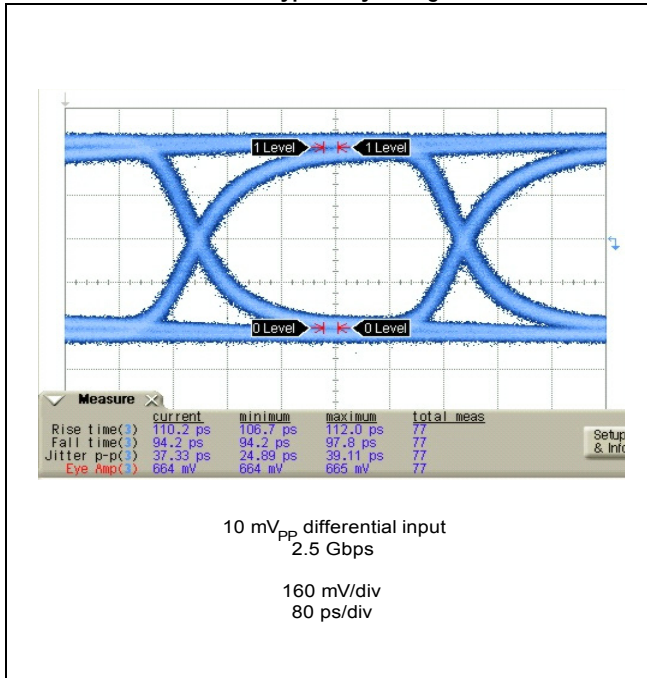 1 Level 1 Level
0 Level 0 Level
Measure
current minimum maximum total meas
Rise time(3) 110.2 ps 106.7 ps 112.0 ps 77
Fall time(3) 94.2 ps 94.2 ps 97.8 ps 77
Jitter p-p(3) 37.33 ps 24.89 ps 39.11 ps 77
Eye Amp(3) 664 mV 664 mV 665 mV 77
Setup
& Info
10 mVPP differential input
2.5 Gbps
160 mV/div
80 ps/div